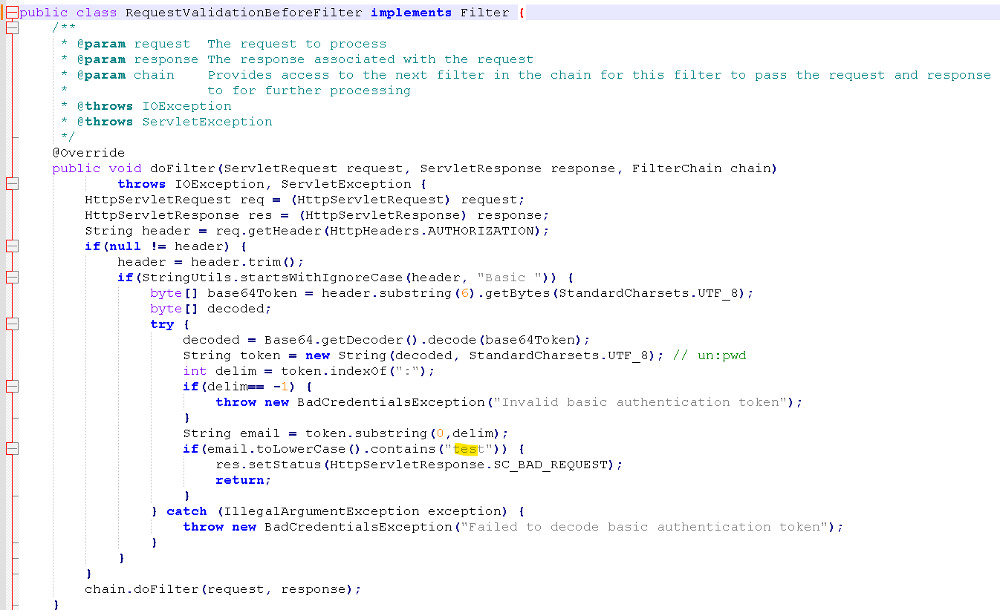 public class RequestValidationBeforeFilter implements Filter {
    /**
     * @param request  The request to process
     * @param response The response associated with the request
     * @param chain    Provides access to the next filter in the chain for this filter to pass the request and response
     *                 to for further processing
     * @throws IOException
     * @throws ServletException
     */
    @Override
    public void doFilter(ServletRequest request, ServletResponse response, FilterChain chain)
            throws IOException, ServletException {
        HttpServletRequest req = (HttpServletRequest) request;
        HttpServletResponse res = (HttpServletResponse) response;
        String header = req.getHeader(HttpHeaders.AUTHORIZATION);
        if(null != header) {
            header = header.trim();
            if(StringUtils.startsWithIgnoreCase(header, "Basic ")) {
                byte[] base64Token = header.substring(6).getBytes(StandardCharsets.UTF_8);
                byte[] decoded;
                try {
                    decoded = Base64.getDecoder().decode(base64Token);
                    String token = new String(decoded, StandardCharsets.UTF_8); // un:pwd
                    int delim = token.indexOf(":");
                    if(delim== -1) {
                        throw new BadCredentialsException("Invalid basic authentication token");
                    }
                    String email = token.substring(0,delim);
                    if(email.toLowerCase().contains("test")) {
                        res.setStatus(HttpServletResponse.SC_BAD_REQUEST);
                        return;
                    }
                } catch (IllegalArgumentException exception) {
                    throw new BadCredentialsException("Failed to decode basic authentication token");
                }
            }
        }
        chain.doFilter(request, response);
    }